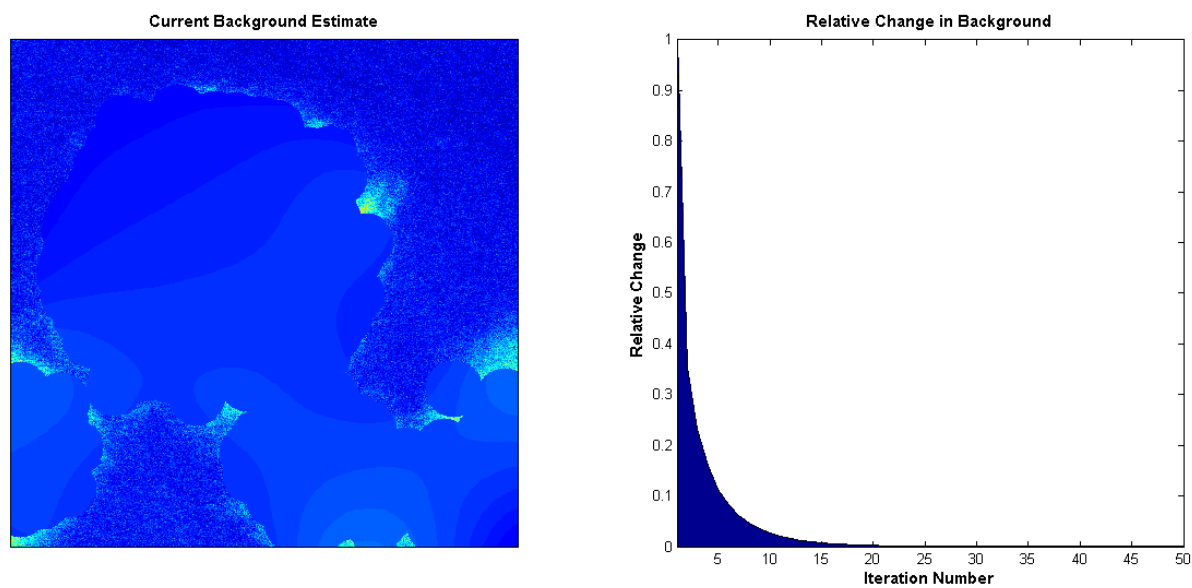 Current Background Estimate
Relative Change in Background
1
0.9
0.8
0.7
0.6
0.5
0.4
0.3
0.2
0.1
0
Relative Change
5 10 15 20 25 30 35 40 45 50
Iteration Number